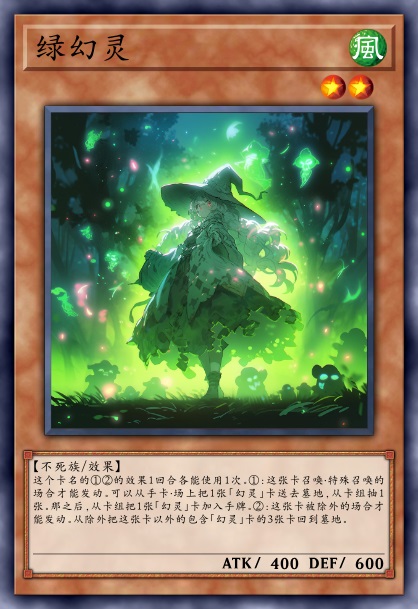 绿幻灵
風
【不死族/效果】
这个卡名的①②的效果1回合各能使用1次。①:这张卡召唤·特殊召唤的
场合才能发动。可以从手卡·场上把1张「幻灵」卡送去墓地,从卡组抽1
张。那之后,从卡组把1张「幻灵」卡加入手牌。②:这张卡被除外的场合才
能发动。从除外把这张卡以外的包含「幻灵」卡的3张卡回到墓地。
ATK/ 400 DEF/ 600